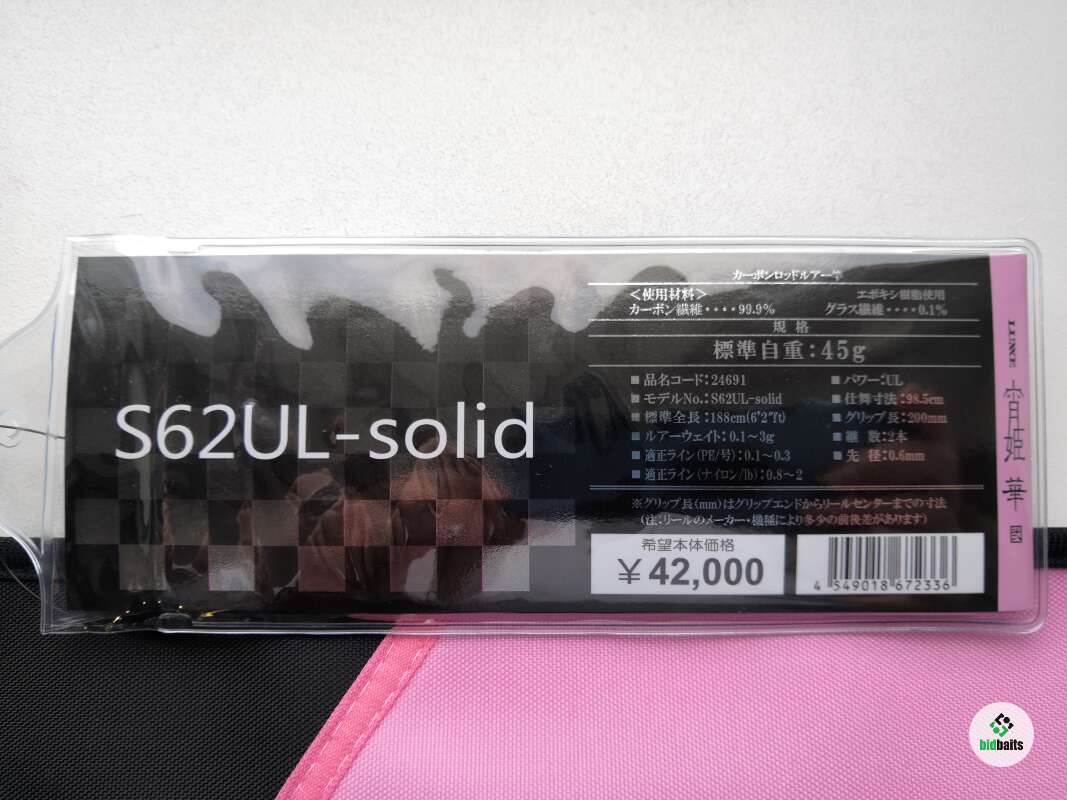 S62UL-solid
カーボンロッドルアー竿
＜使用材料＞ エポキシ樹脂使用
カーボン繊維‥‥99.9% グラス繊維‥‥0.1%
規格
標準自重：45g
■ 品名コード：24691 ■ パワー：UL
■ モデルNo.：S62UL-solid ■ 仕舞寸法：98.5cm
■ 標準全長：188cm(6'2"ft) ■ グリップ長：200mm
■ ルアーウェイト：0.1～3g ■ 継 数：2本
■ 適正ライン(PE/号)：0.1～0.3 ■ 先 径：0.6mm
■ 適正ライン(ナイロン/lb)：0.8～2
※グリップ長(mm)はグリップエンドからリールセンターまでの寸法
(注：リールのメーカー・機種により多少の前後差があります)
希望本体価格
¥42,000
4 549018 672336
LUXXE 宵姫 華
bidbaits